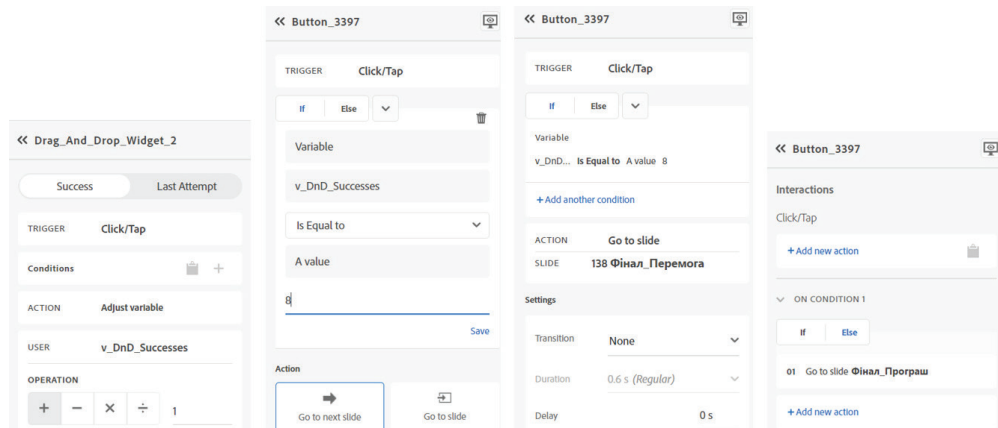 Drag_And_Drop_Widget_2
Success Last Attempt
TRIGGER Click/Tap
Conditions +
ACTION Adjust variable
USER v_DnD_Successes
OPERATION
+ − × ÷ 1
Button_3397
TRIGGER Click/Tap
If Else
Variable
v_DnD_Successes
Is Equal to
A value
8
Save
Action
Go to next slide Go to slide
Button_3397
TRIGGER Click/Tap
If Else
Variable
v_DnD... Is Equal to A value 8
+ Add another condition
ACTION Go to slide
SLIDE 138 Фінал_Перемога
Settings
Transition None
Duration 0.6 s (Regular)
Delay 0 s
Button_3397
Interactions
Click/Tap
+ Add new action
ON CONDITION 1
If Else
01 Go to slide Фінал_Програш
+ Add new action